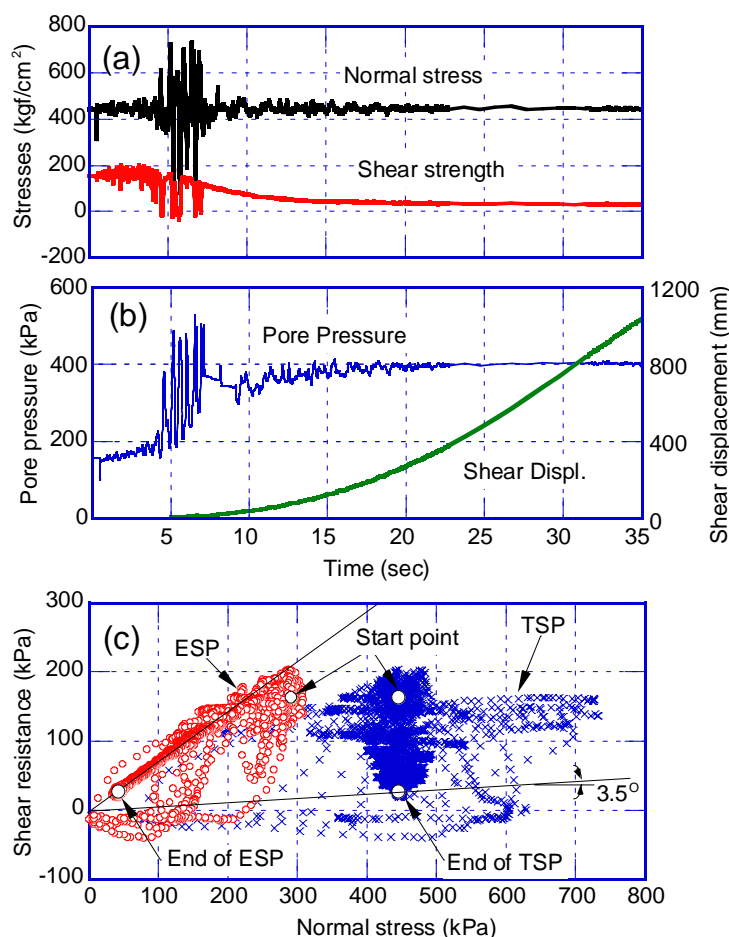 800
600
400
200
0
-200
Stresses (kgf/cm²)
(a)
Normal stress
Shear strength
600
400
200
0
Pore pressure (kPa)
(b)
Pore Pressure
Shear Displ.
1200
800
400
0
Shear displacement (mm)
5 10 15 20 25 30 35
Time (sec)
300
200
100
0
-100
Shear resistance (kPa)
(c)
ESP
Start point
TSP
3.5°
End of ESP
End of TSP
0 100 200 300 400 500 600 700 800
Normal stress (kPa)